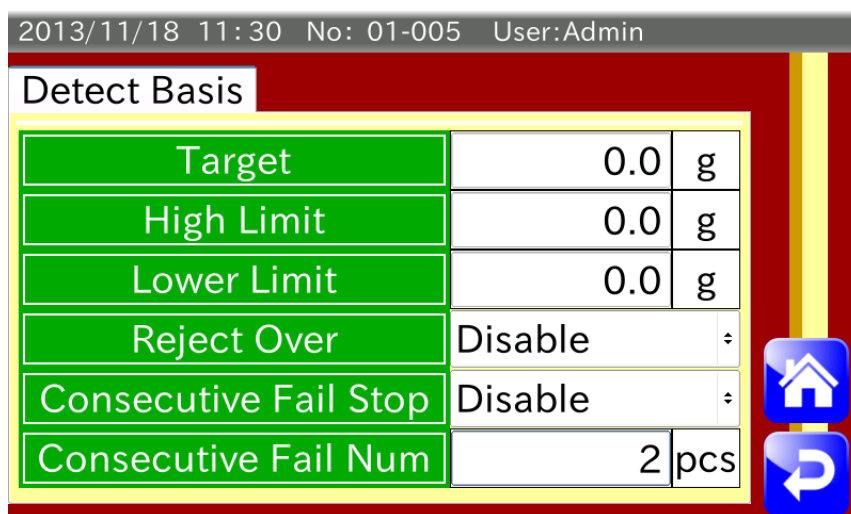 2013/11/18 11:30 No: 01-005 User:Admin
Detect Basis
Target 0.0 g
High Limit 0.0 g
Lower Limit 0.0 g
Reject Over Disable
Consecutive Fail Stop Disable
Consecutive Fail Num 2 pcs